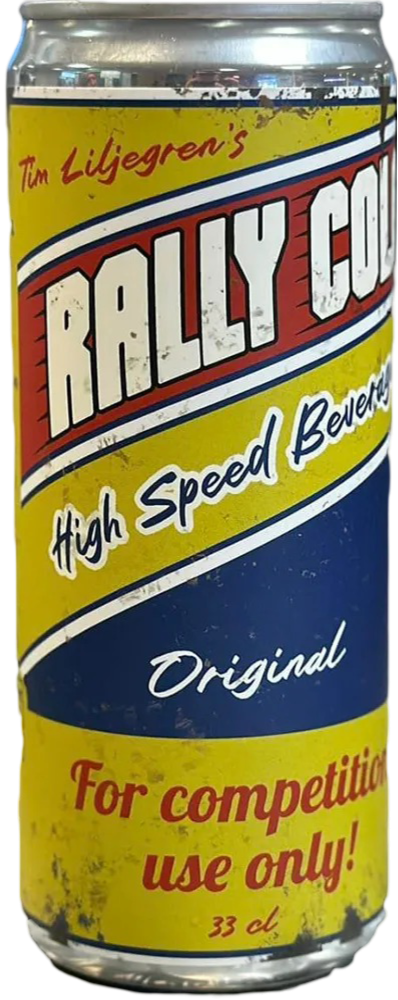 Tim Liljegren's
RALLY COL
High Speed Beverag
Original
For competition
use only!
33 cl